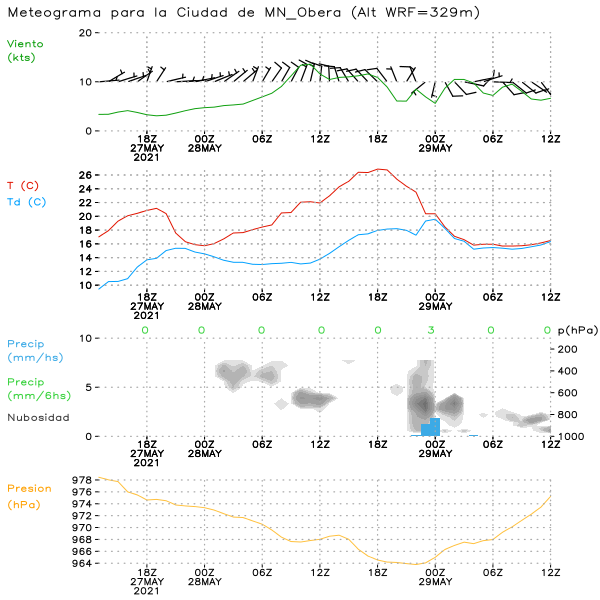 Meteograma para la Ciudad de MN_Obera (Alt WRF=329m)
Viento
(kts)
20
10
0
18Z 00Z 06Z 12Z 18Z 00Z 06Z 12Z
27MAY 28MAY 29MAY
2021
T (C)
Td (C)
26
24
22
20
18
16
14
12
10
18Z 00Z 06Z 12Z 18Z 00Z 06Z 12Z
27MAY 28MAY 29MAY
2021
0 0 0 0 0 3 0 0 p(hPa)
Precip
(mm/hs)
Precip
(mm/6hs)
Nubosidad
10
5
0
200
400
600
800
1000
18Z 00Z 06Z 12Z 18Z 00Z 06Z 12Z
27MAY 28MAY 29MAY
2021
Presion
(hPa)
978
976
974
972
970
968
966
964
18Z 00Z 06Z 12Z 18Z 00Z 06Z 12Z
27MAY 28MAY 29MAY
2021